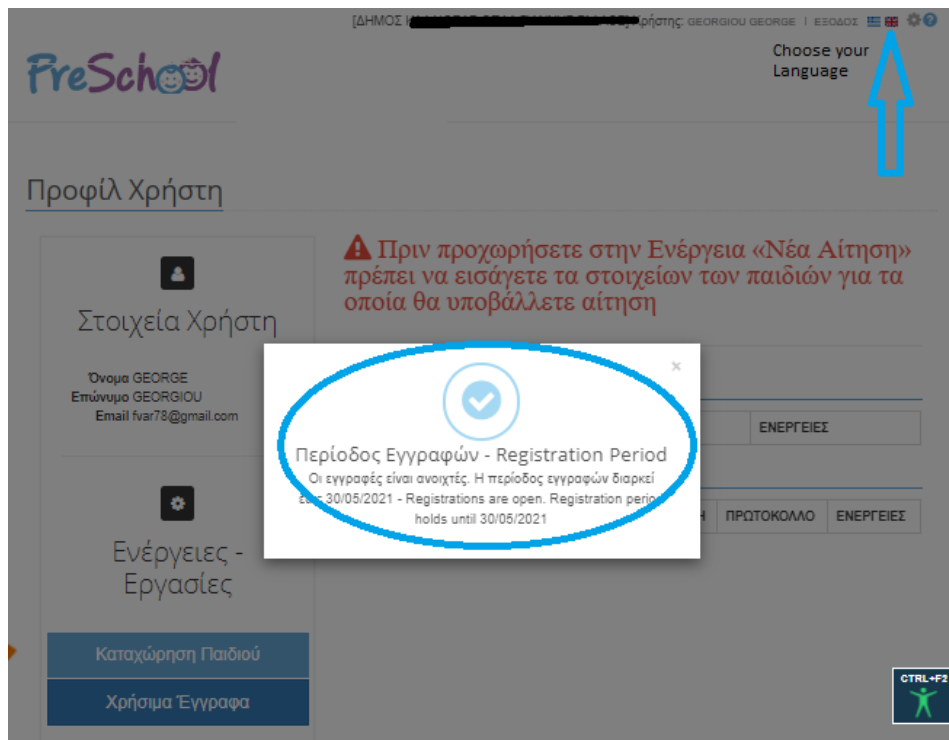 [ΔΗΜΟΣ Χρήστης: GEORGIOU GEORGE | ΕΞΟΔΟΣ
PreSchool
Choose your
Language
Προφίλ Χρήστη
Στοιχεία Χρήστη
Όνομα GEORGE
Επώνυμο GEORGIOU
Email fvar78@gmail.com
Ενέργειες -
Εργασίες
Καταχώρηση Παιδιού
Χρήσιμα Έγγραφα
Πριν προχωρήσετε στην Ενέργεια «Νέα Αίτηση»
πρέπει να εισάγετε τα στοιχείων των παιδιών για τα
οποία θα υποβάλλετε αίτηση
×
Περίοδος Εγγραφών - Registration Period
Οι εγγραφές είναι ανοιχτές. Η περίοδος εγγραφών διαρκεί
έως 30/05/2021 - Registrations are open. Registration period
holds until 30/05/2021
ΕΝΕΡΓΕΙΕΣ
Η ΠΡΩΤΟΚΟΛΛΟ ΕΝΕΡΓΕΙΕΣ
CTRL+F2